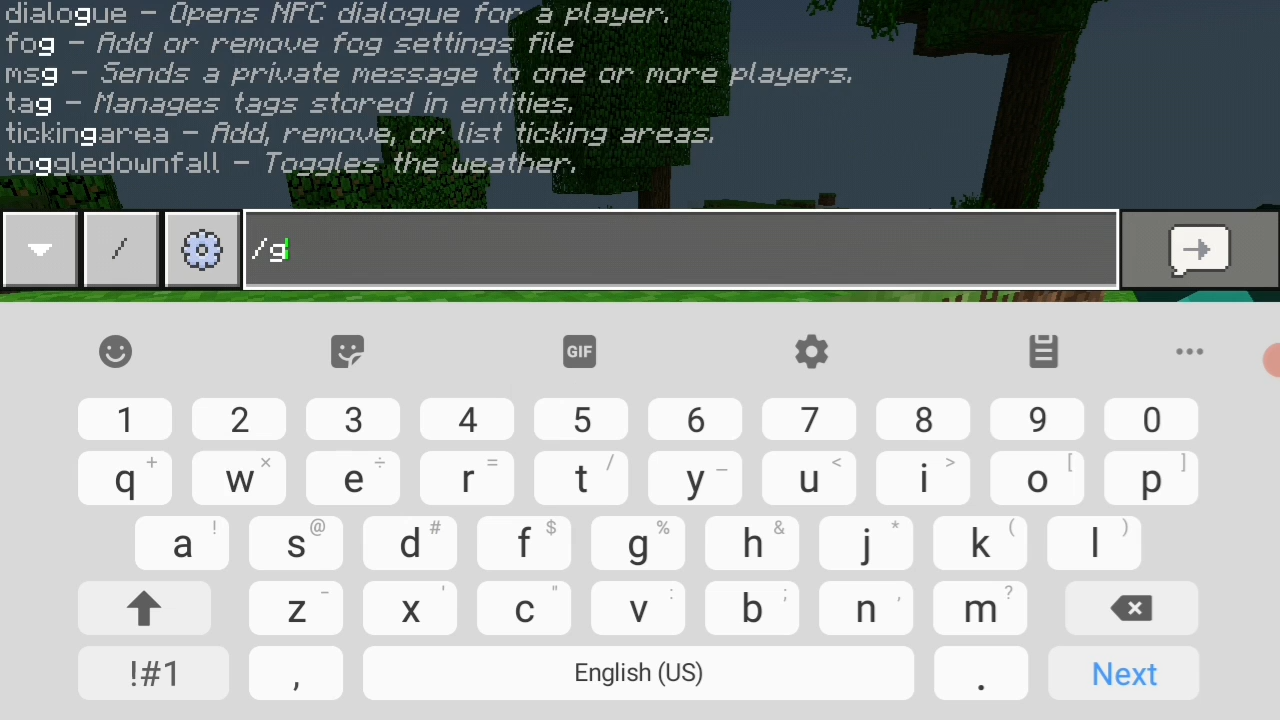 dialogue - Opens NPC dialogue for a player.
fog - Add or remove fog settings file
msg - Sends a private message to one or more players.
tag - Manages tags stored in entities.
tickingarea - Add, remove, or list ticking areas.
toggledownfall - Toggles the weather.
/ /g
GIF
1 2 3 4 5 6 7 8 9 0
q + w × e ÷ r = t / y _ u < i > o [ p ]
a ! s @ d # f $ g % h & j * k ( l )
z - x ' c " v : b ; n , m ?
!#1 , English (US) . Next